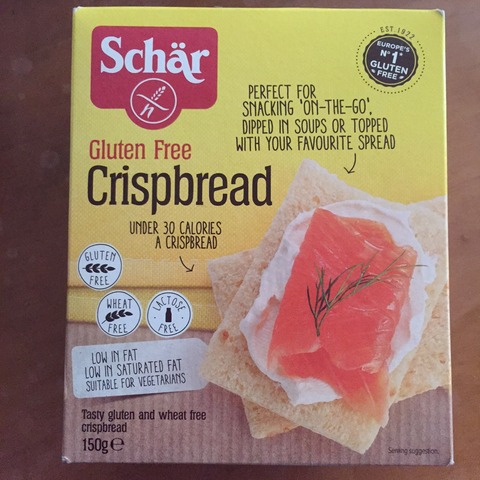 Schär
EST 1922
EUROPE'S
Nº1*
GLUTEN
FREE
PERFECT FOR
SNACKING 'ON-THE-GO',
DIPPED IN SOUPS OR TOPPED
WITH YOUR FAVOURITE SPREAD
Gluten Free
Crispbread
UNDER 30 CALORIES
A CRISPBREAD
GLUTEN
FREE
WHEAT
FREE
LACTOSE
FREE
LOW IN FAT
LOW IN SATURATED FAT
SUITABLE FOR VEGETARIANS
Tasty gluten and wheat free
crispbread
150g e
Serving suggestion.